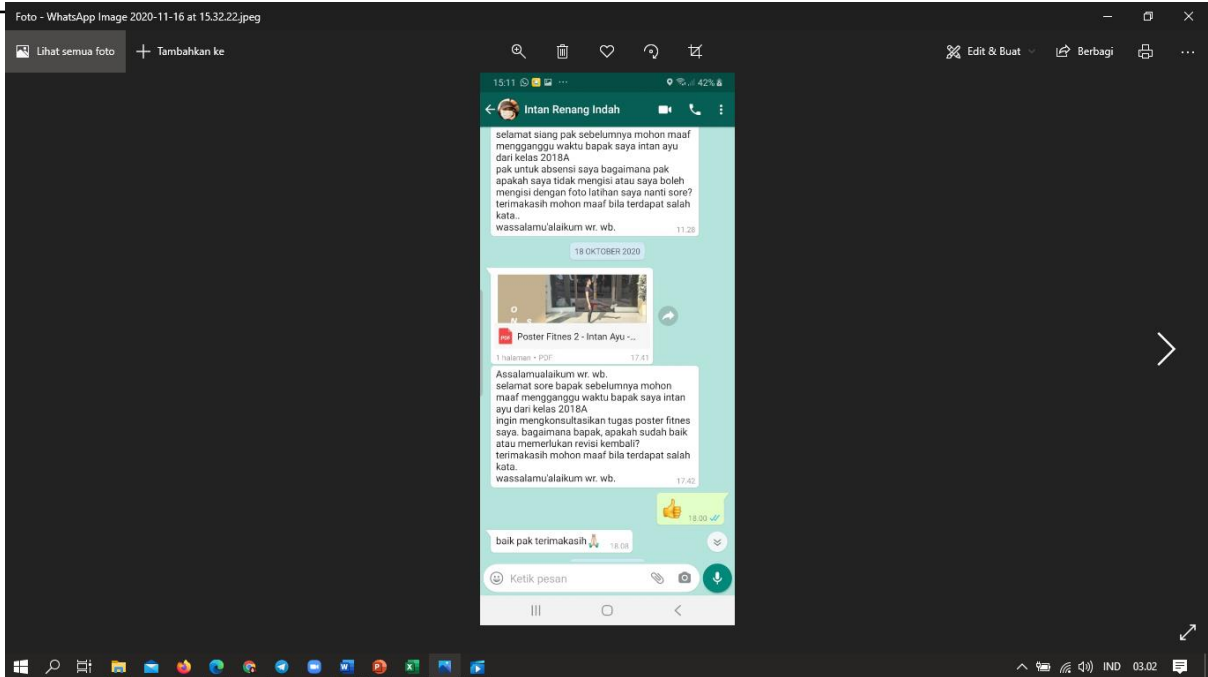 Foto - WhatsApp Image 2020-11-16 at 15.32.22.jpeg
Lihat semua foto
Tambahkan ke
Edit & Buat
Berbagi
15:11
42%
Intan Renang Indah
selamat siang pak sebelumnya mohon maaf
mengganggu waktu bapak saya intan ayu
dari kelas 2018A
pak untuk absensi saya bagaimana pak
apakah saya tidak mengisi atau saya boleh
mengisi dengan foto latihan saya nanti sore?
terimakasih mohon maaf bila terdapat salah
kata..
wassalamu'alaikum wr. wb.
11.28
18 OKTOBER 2020
O
N S
PDF
Poster Fitnes 2 - Intan Ayu -...
1 halaman • PDF
17.41
Assalamualaikum wr. wb.
selamat sore bapak sebelumnya mohon
maaf mengganggu waktu bapak saya intan
ayu dari kelas 2018A
ingin mengkonsultasikan tugas poster fitnes
saya. bagaimana bapak, apakah sudah baik
atau memerlukan revisi kembali?
terimakasih mohon maaf bila terdapat salah
kata.
wassalamu'alaikum wr. wb.
17.42
18.00
baik pak terimakasih
18.08
Ketik pesan
IND
03.02